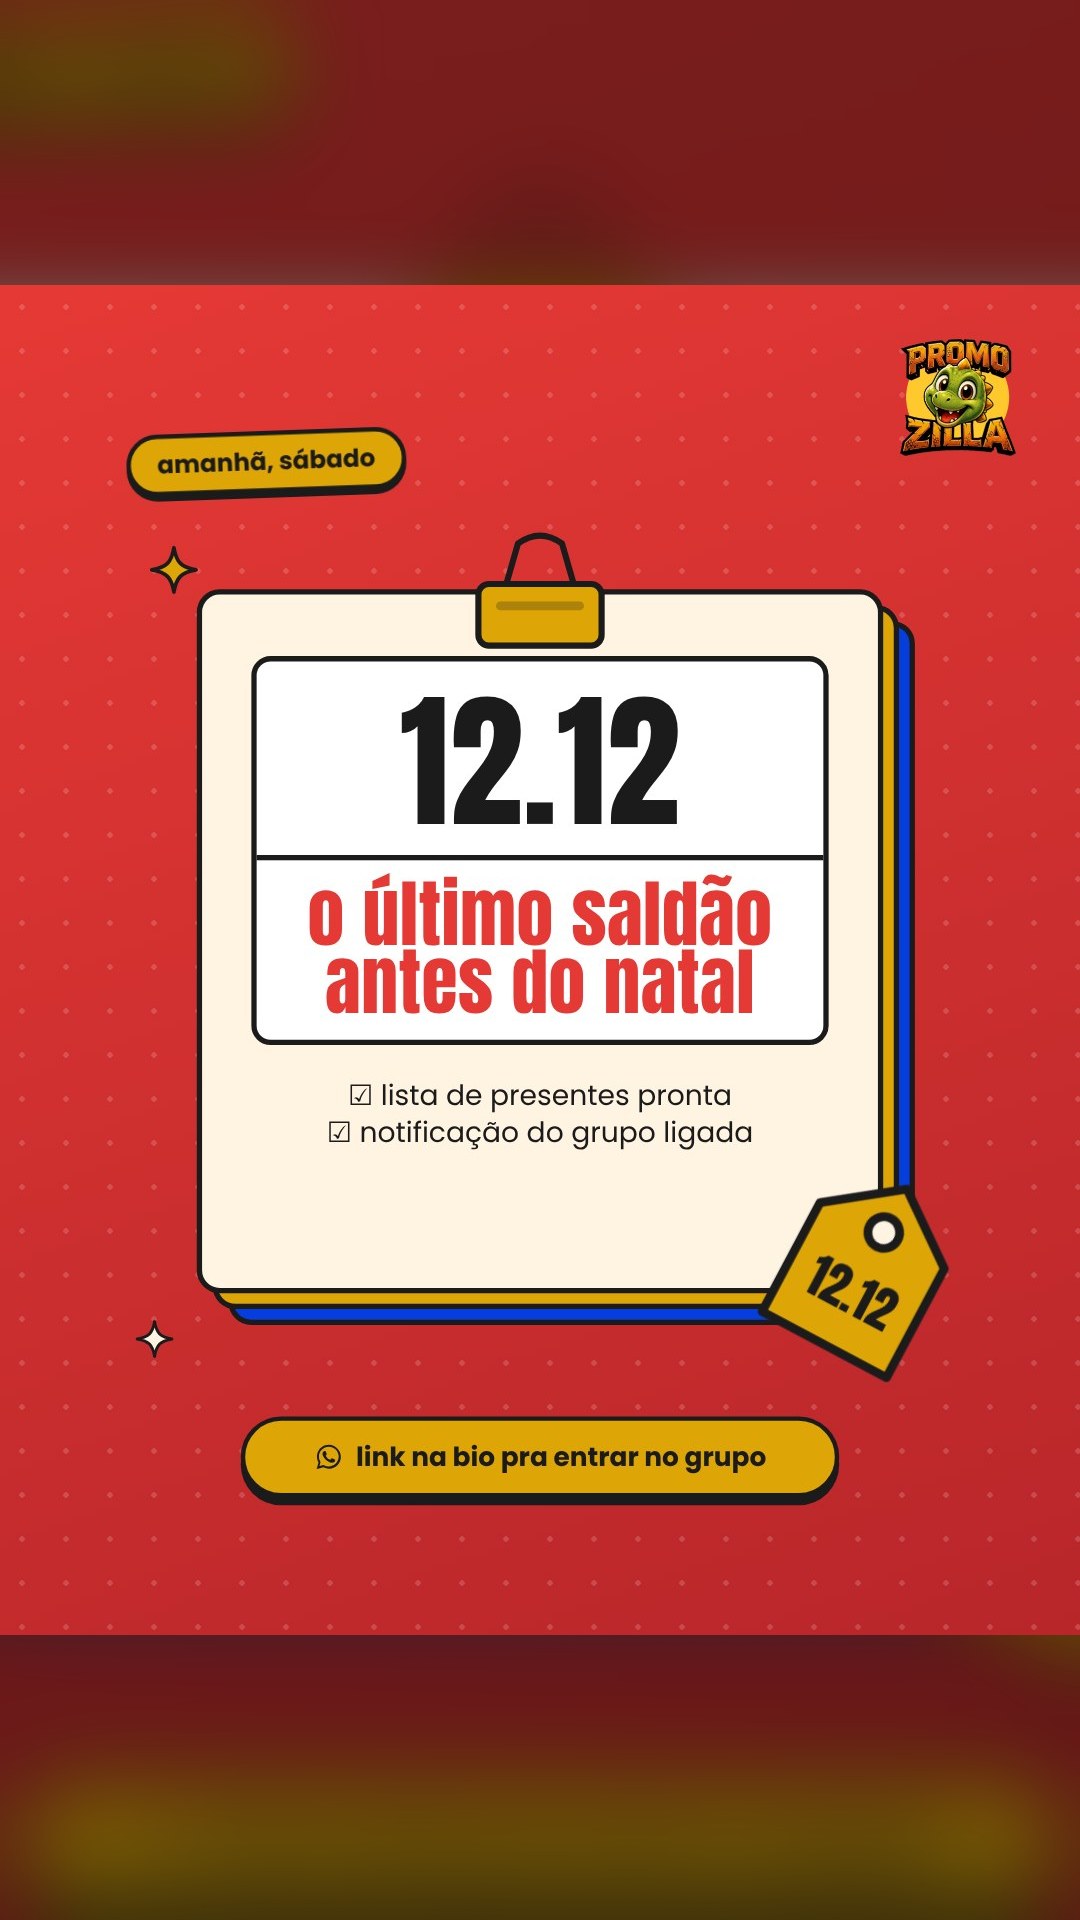 PROMO
ZILLA
amanhã, sábado
12.12
o último saldão
antes do natal
☑ lista de presentes pronta
☑ notificação do grupo ligada
12.12
link na bio pra entrar no grupo